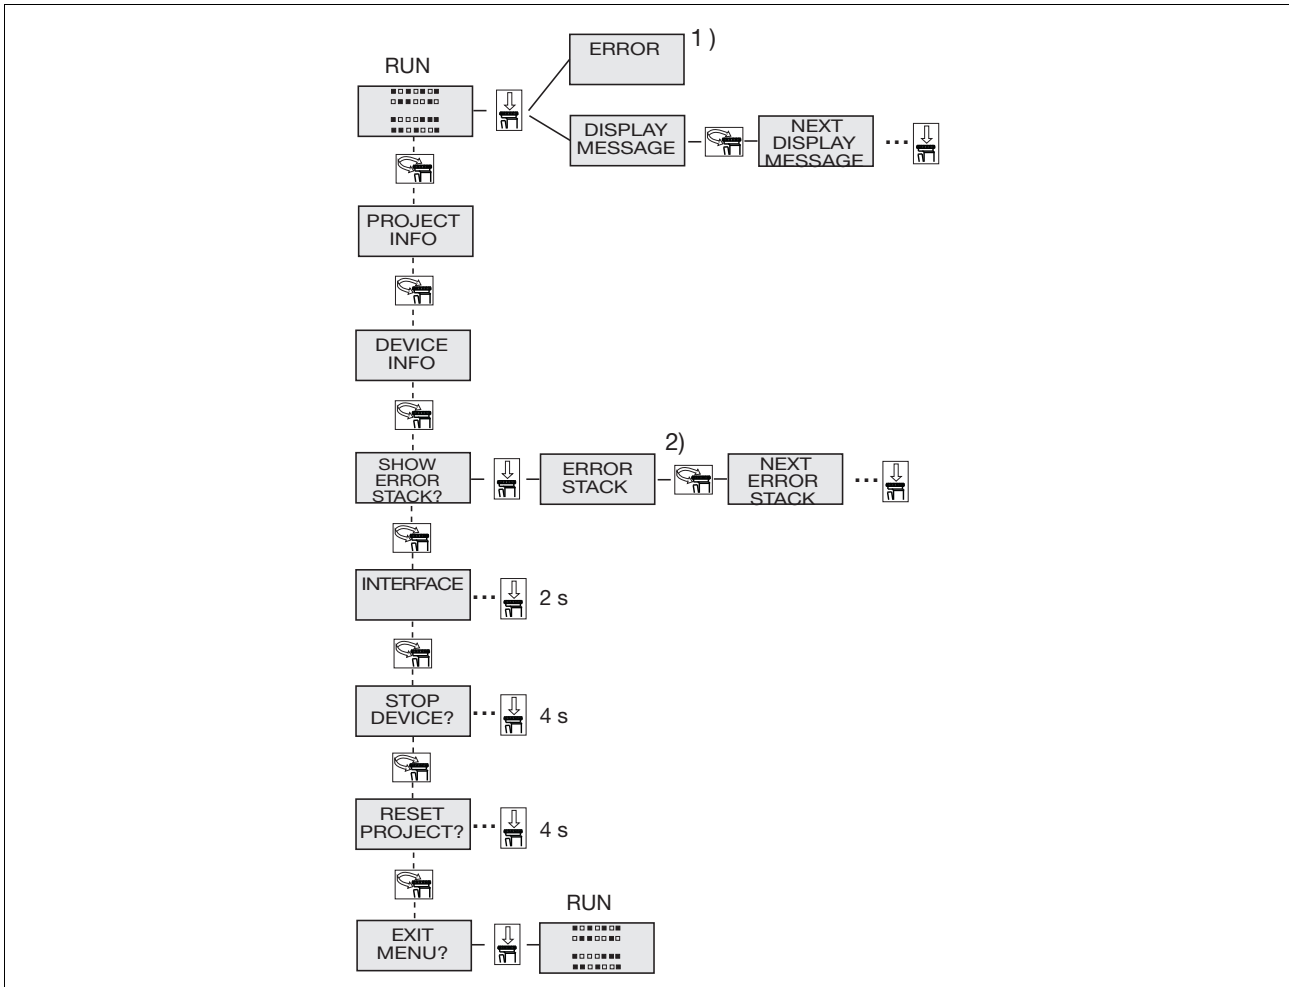 ERROR
1)
RUN
DISPLAY
MESSAGE
NEXT
DISPLAY
MESSAGE
...
PROJECT
INFO
DEVICE
INFO
SHOW
ERROR
STACK?
ERROR
STACK
2)
NEXT
ERROR
STACK
...
INTERFACE
... 2 s
STOP
DEVICE?
... 4 s
RESET
PROJECT?
... 4 s
EXIT
MENU?
RUN